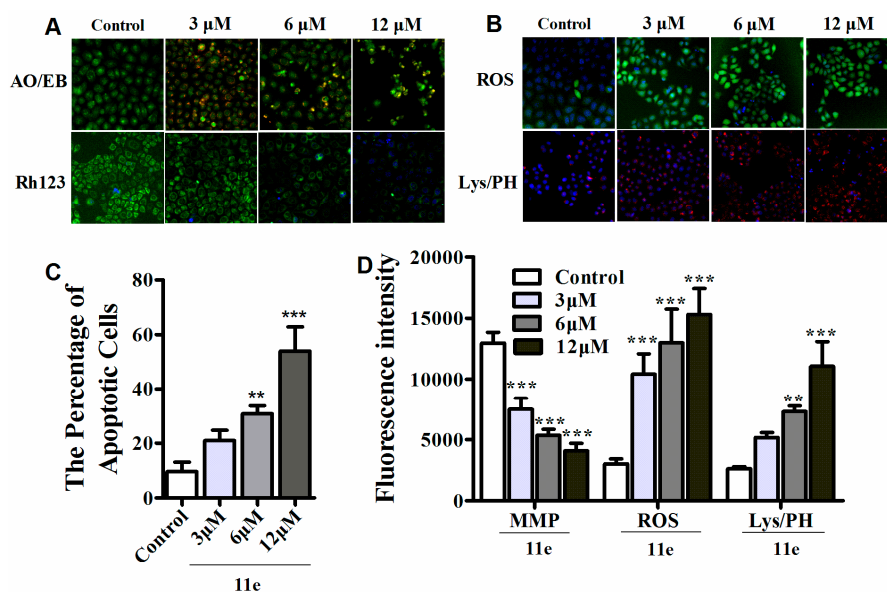 A
Control
3 µM
6 µM
12 µM
AO/EB
Rh123
B
Control
3 µM
6 µM
12 µM
ROS
Lys/PH
C
The Percentage of
Apoptotic Cells
80
60
40
20
0
**
***
Control
3µM
6µM
12µM
11e
D
Fluorescence intensity
20000
15000
10000
5000
0
Control
3µM
6µM
12µM
***
***
***
***
***
***
**
***
MMP
ROS
Lys/PH
11e
11e
11e